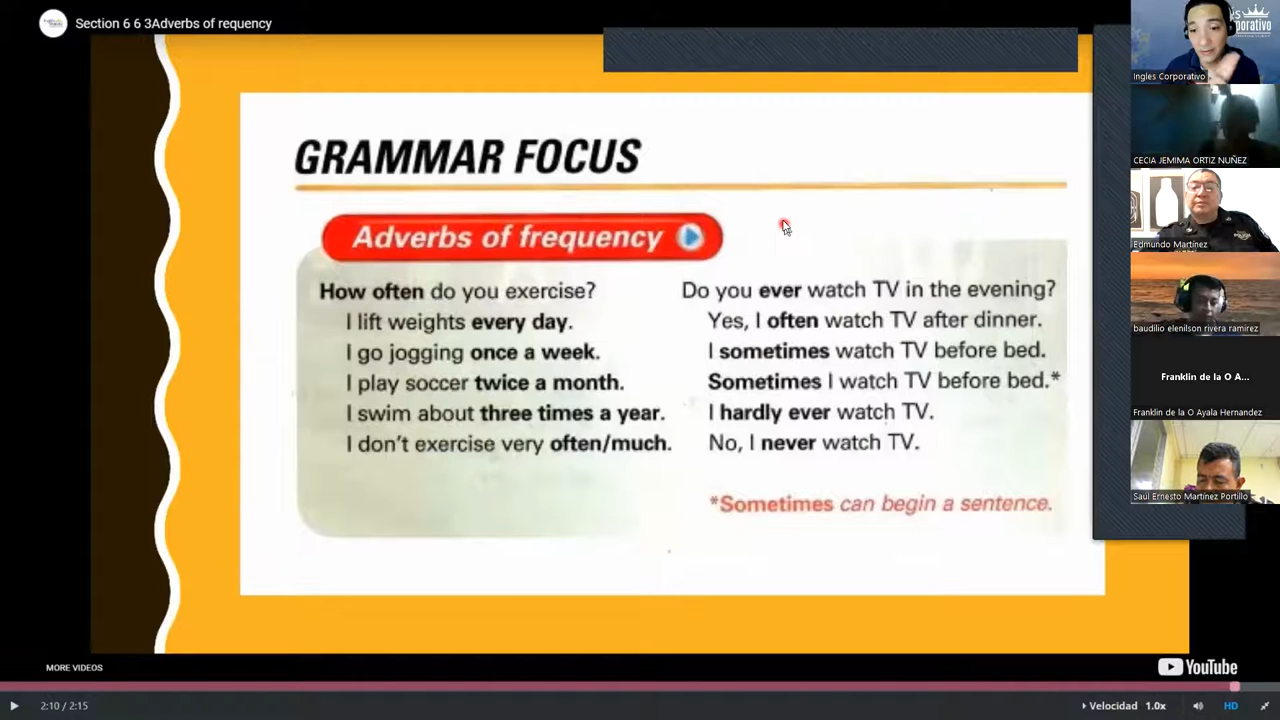 Section 6 6 3Adverbs of requency
GRAMMAR FOCUS
Adverbs of frequency
How often do you exercise?
I lift weights every day.
I go jogging once a week.
I play soccer twice a month.
I swim about three times a year.
I don't exercise very often/much.
Do you ever watch TV in the evening?
Yes, I often watch TV after dinner.
I sometimes watch TV before bed.
Sometimes I watch TV before bed.*
I hardly ever watch TV.
No, I never watch TV.
*Sometimes can begin a sentence.
Ingles Corporativo
CECIA JEMIMA ORTIZ NUÑEZ
Edmundo Martínez
baudilio elenilson rivera ramirez
Franklin de la O A...
Franklin de la O Ayala Hernandez
Saúl Ernesto Martínez Portillo
MORE VIDEOS
YouTube
2:10 / 2:15
Velocidad 1.0x
HD